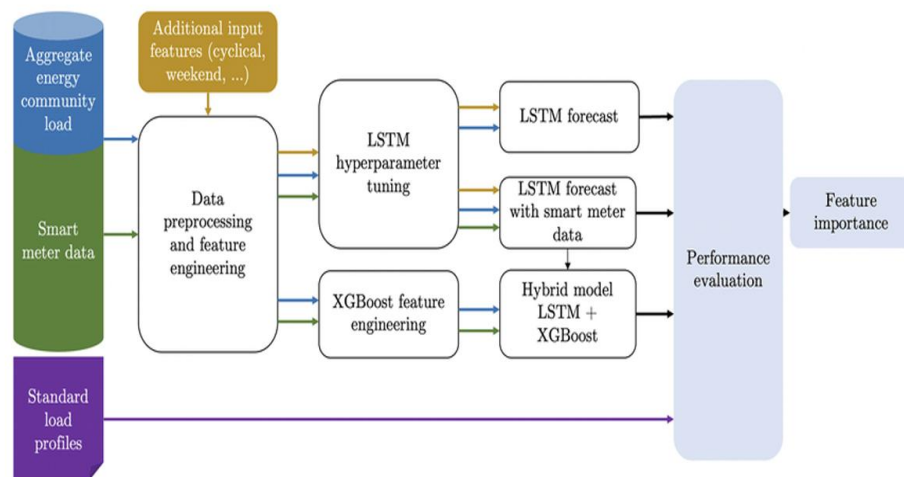 Aggregate
energy
community
load
Smart
meter data
Standard
load
profiles
Additional input
features (cyclical,
weekend, ...)
Data
preprocessing
and feature
engineering
LSTM
hyperparameter
tuning
XGBoost feature
engineering
LSTM forecast
LSTM forecast
with smart meter
data
Hybrid model
LSTM +
XGBoost
Performance
evaluation
Feature
importance